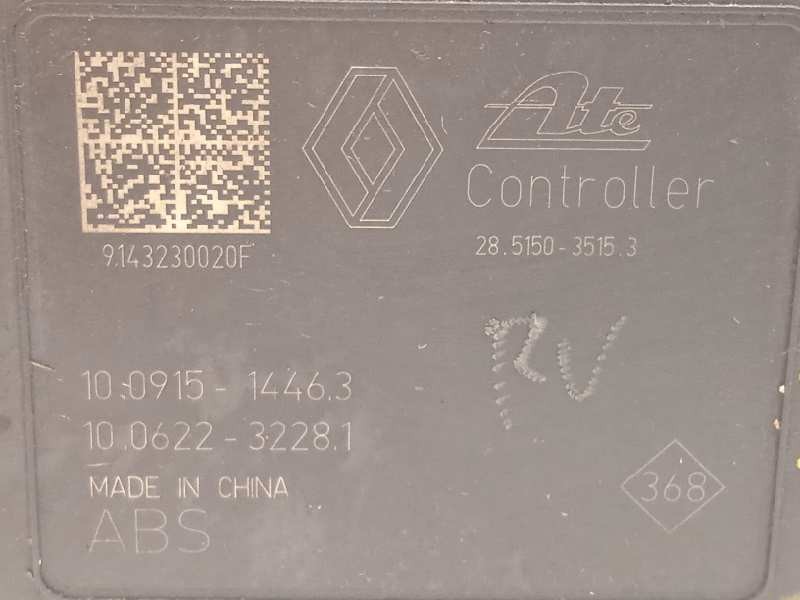 Ate
Controller
9143230020F
28.5150-3515.3
RV
10.0915-1446.3
10.0622-3228.1
MADE IN CHINA
368
ABS